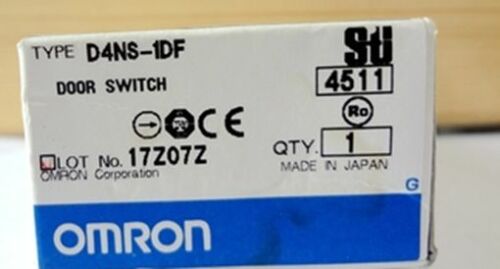 TYPE D4NS-1DF
STI
DOOR SWITCH
4511
Ro
CE
LOT No. 17Z07Z
QTY. 1
OMRON Corporation
MADE IN JAPAN
G
OMRON